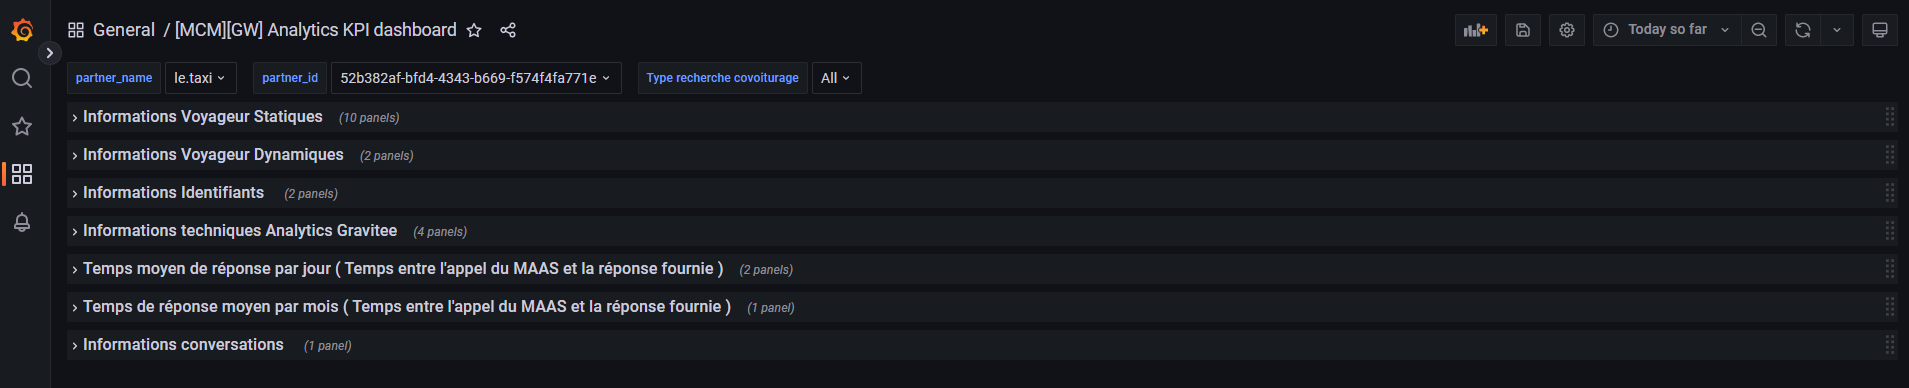 General / [MCM][GW] Analytics KPI dashboard Today so far
partner_name le.taxi partner_id 52b382af-bfd4-4343-b669-f574f4fa771e Type recherche covoiturage All
Informations Voyageur Statiques (10 panels)
Informations Voyageur Dynamiques (2 panels)
Informations Identifiants (2 panels)
Informations techniques Analytics Gravitee (4 panels)
Temps moyen de réponse par jour ( Temps entre l'appel du MAAS et la réponse fournie ) (2 panels)
Temps de réponse moyen par mois ( Temps entre l'appel du MAAS et la réponse fournie ) (1 panel)
Informations conversations (1 panel)